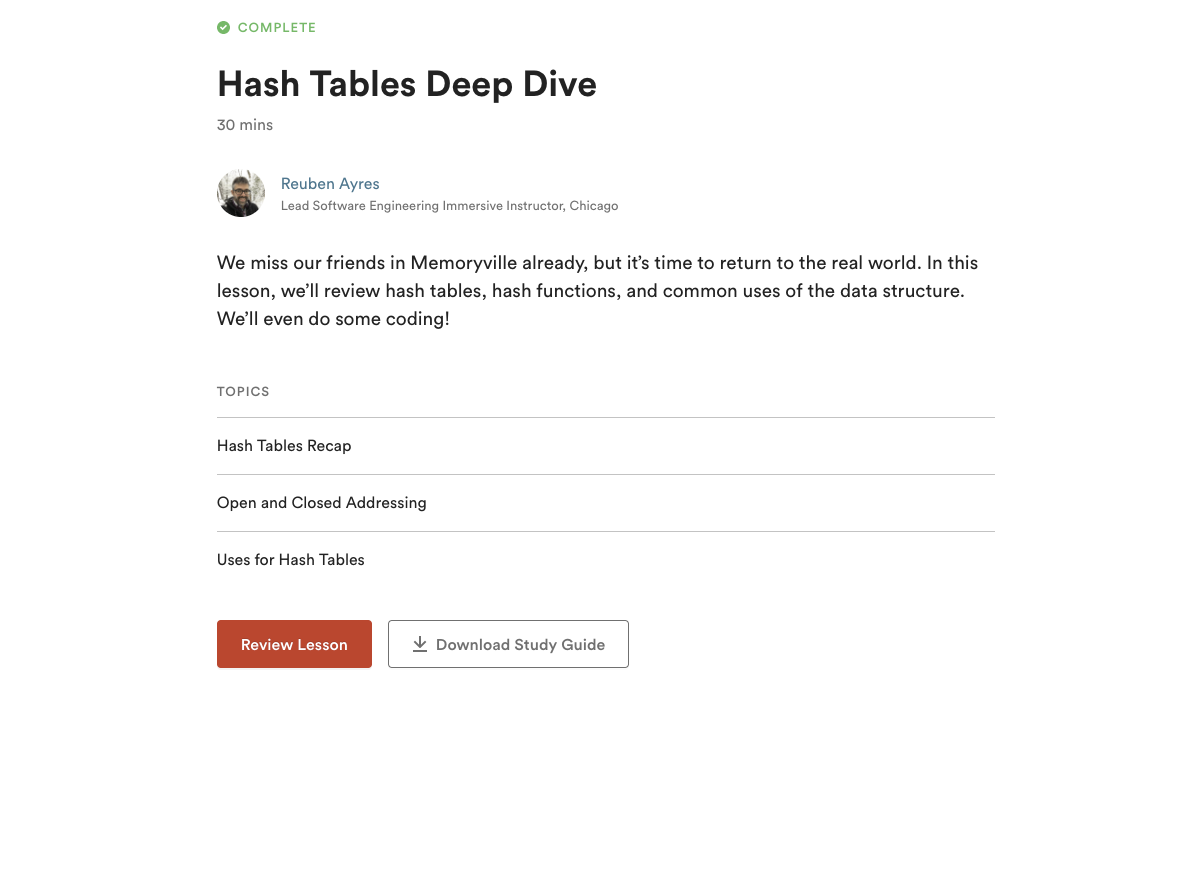 COMPLETE
Hash Tables Deep Dive
30 mins
Reuben Ayres
Lead Software Engineering Immersive Instructor, Chicago
We miss our friends in Memoryville already, but it’s time to return to the real world. In this
lesson, we’ll review hash tables, hash functions, and common uses of the data structure.
We’ll even do some coding!
TOPICS
Hash Tables Recap
Open and Closed Addressing
Uses for Hash Tables
Review Lesson
Download Study Guide